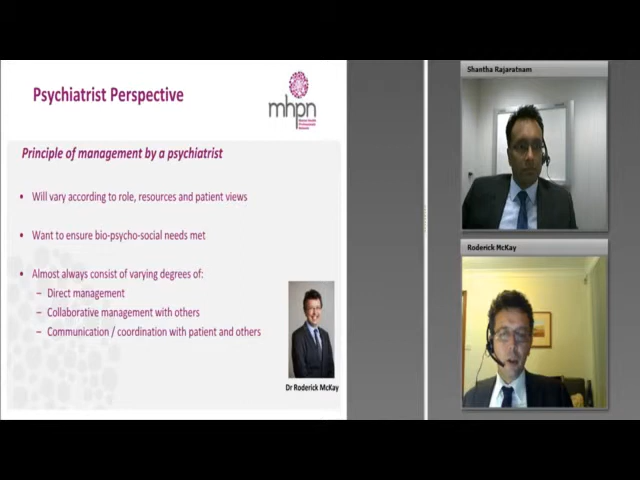 Psychiatrist Perspective
mhpn
Principle of management by a psychiatrist
• Will vary according to role, resources and patient views
• Want to ensure bio-psycho-social needs met
• Almost always consist of varying degrees of:
– Direct management
– Collaborative management with others
– Communication / coordination with patient and others
Dr Roderick McKay
Shantha Rajaratnam
Roderick McKay